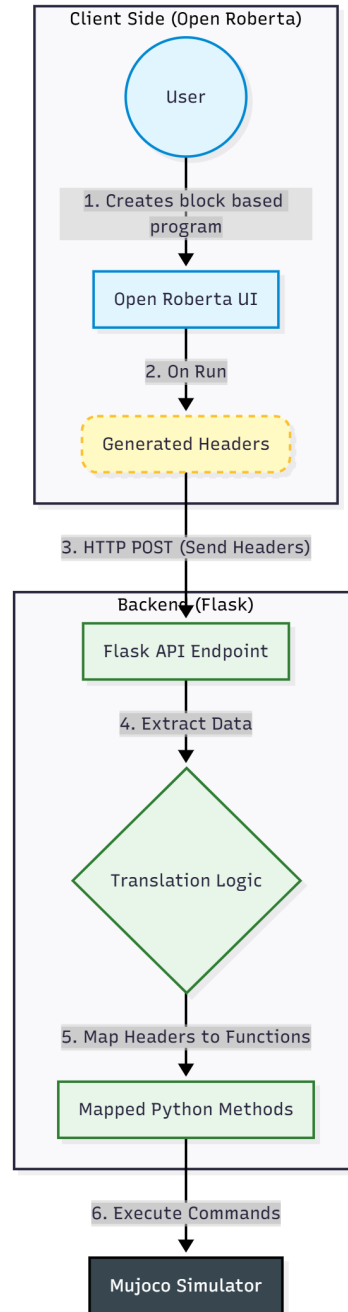 Client Side (Open Roberta)
User
1. Creates block based
program
Open Roberta UI
2. On Run
Generated Headers
3. HTTP POST (Send Headers)
Backend (Flask)
Flask API Endpoint
4. Extract Data
Translation Logic
5. Map Headers to Functions
Mapped Python Methods
6. Execute Commands
Mujoco Simulator